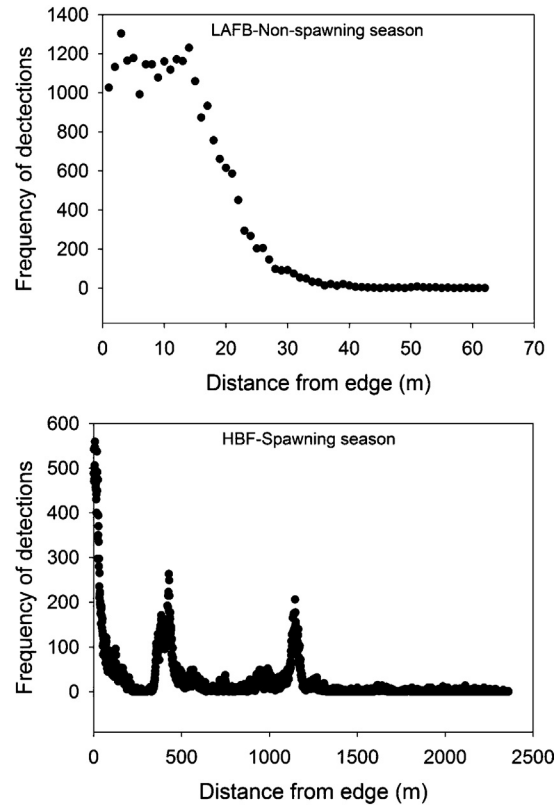 LAFB-Non-spawning season
1400
1200
1000
800
600
400
200
0
Frequency of dectections
0 10 20 30 40 50 60 70
Distance from edge (m)
HBF-Spawning season
600
500
400
300
200
100
0
Frequency of detections
0 500 1000 1500 2000 2500
Distance from edge (m)